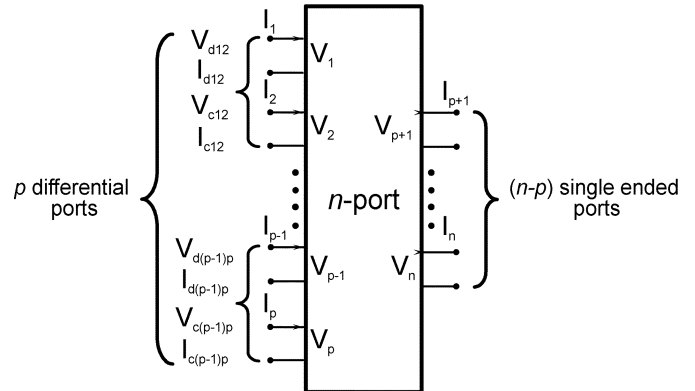 I1
Vd12
V1
Id12
I2
Vc12
V2
Ic12
Ip+1
Vp+1
p differential
ports
n-port
(n-p) single ended
ports
Ip-1
In
Vd(p-1)p
Vp-1
Vn
Id(p-1)p
Ip
Vc(p-1)p
Vp
Ic(p-1)p